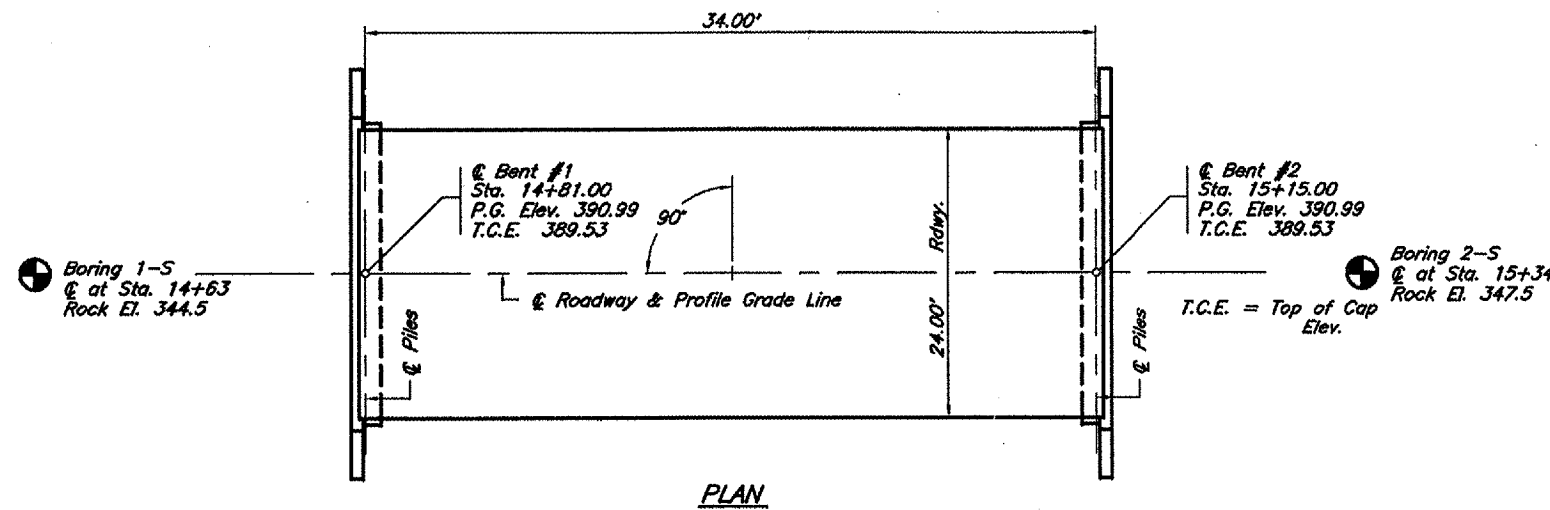 34.00'
℄ Bent #1
Sta. 14+81.00
P.G. Elev. 390.99
T.C.E. 389.53
℄ Bent #2
Sta. 15+15.00
P.G. Elev. 390.99
T.C.E. 389.53
90°
Rdwy.
24.00'
Boring 1-S
℄ at Sta. 14+63
Rock El. 344.5
℄ Roadway & Profile Grade Line
Boring 2-S
℄ at Sta. 15+34
Rock El. 347.5
T.C.E. = Top of Cap
Elev.
℄ Piles
℄ Piles
PLAN